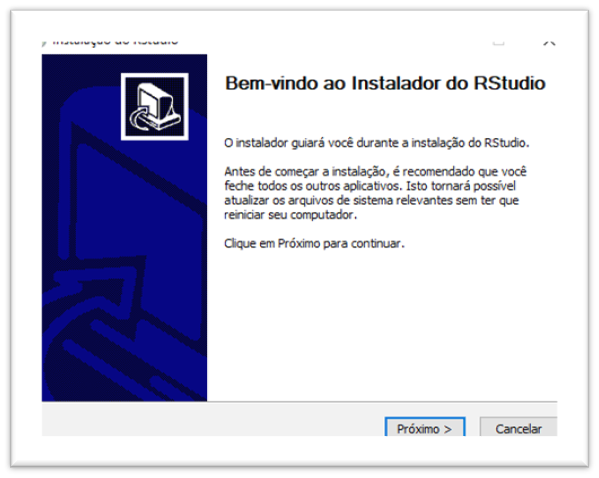 Instalação do RStudio
Bem-vindo ao Instalador do RStudio
O instalador guiará você durante a instalação do RStudio.
Antes de começar a instalação, é recomendado que você
feche todos os outros aplicativos. Isto tornará possível
atualizar os arquivos de sistema relevantes sem ter que
reiniciar seu computador.
Clique em Próximo para continuar.
Próximo >
Cancelar